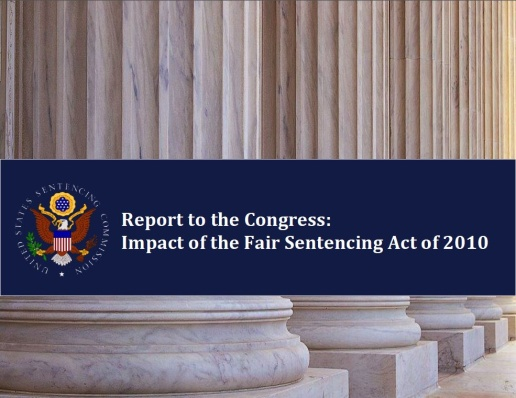 UNITED STATES SENTENCING COMMISSION
Report to the Congress:
Impact of the Fair Sentencing Act of 2010